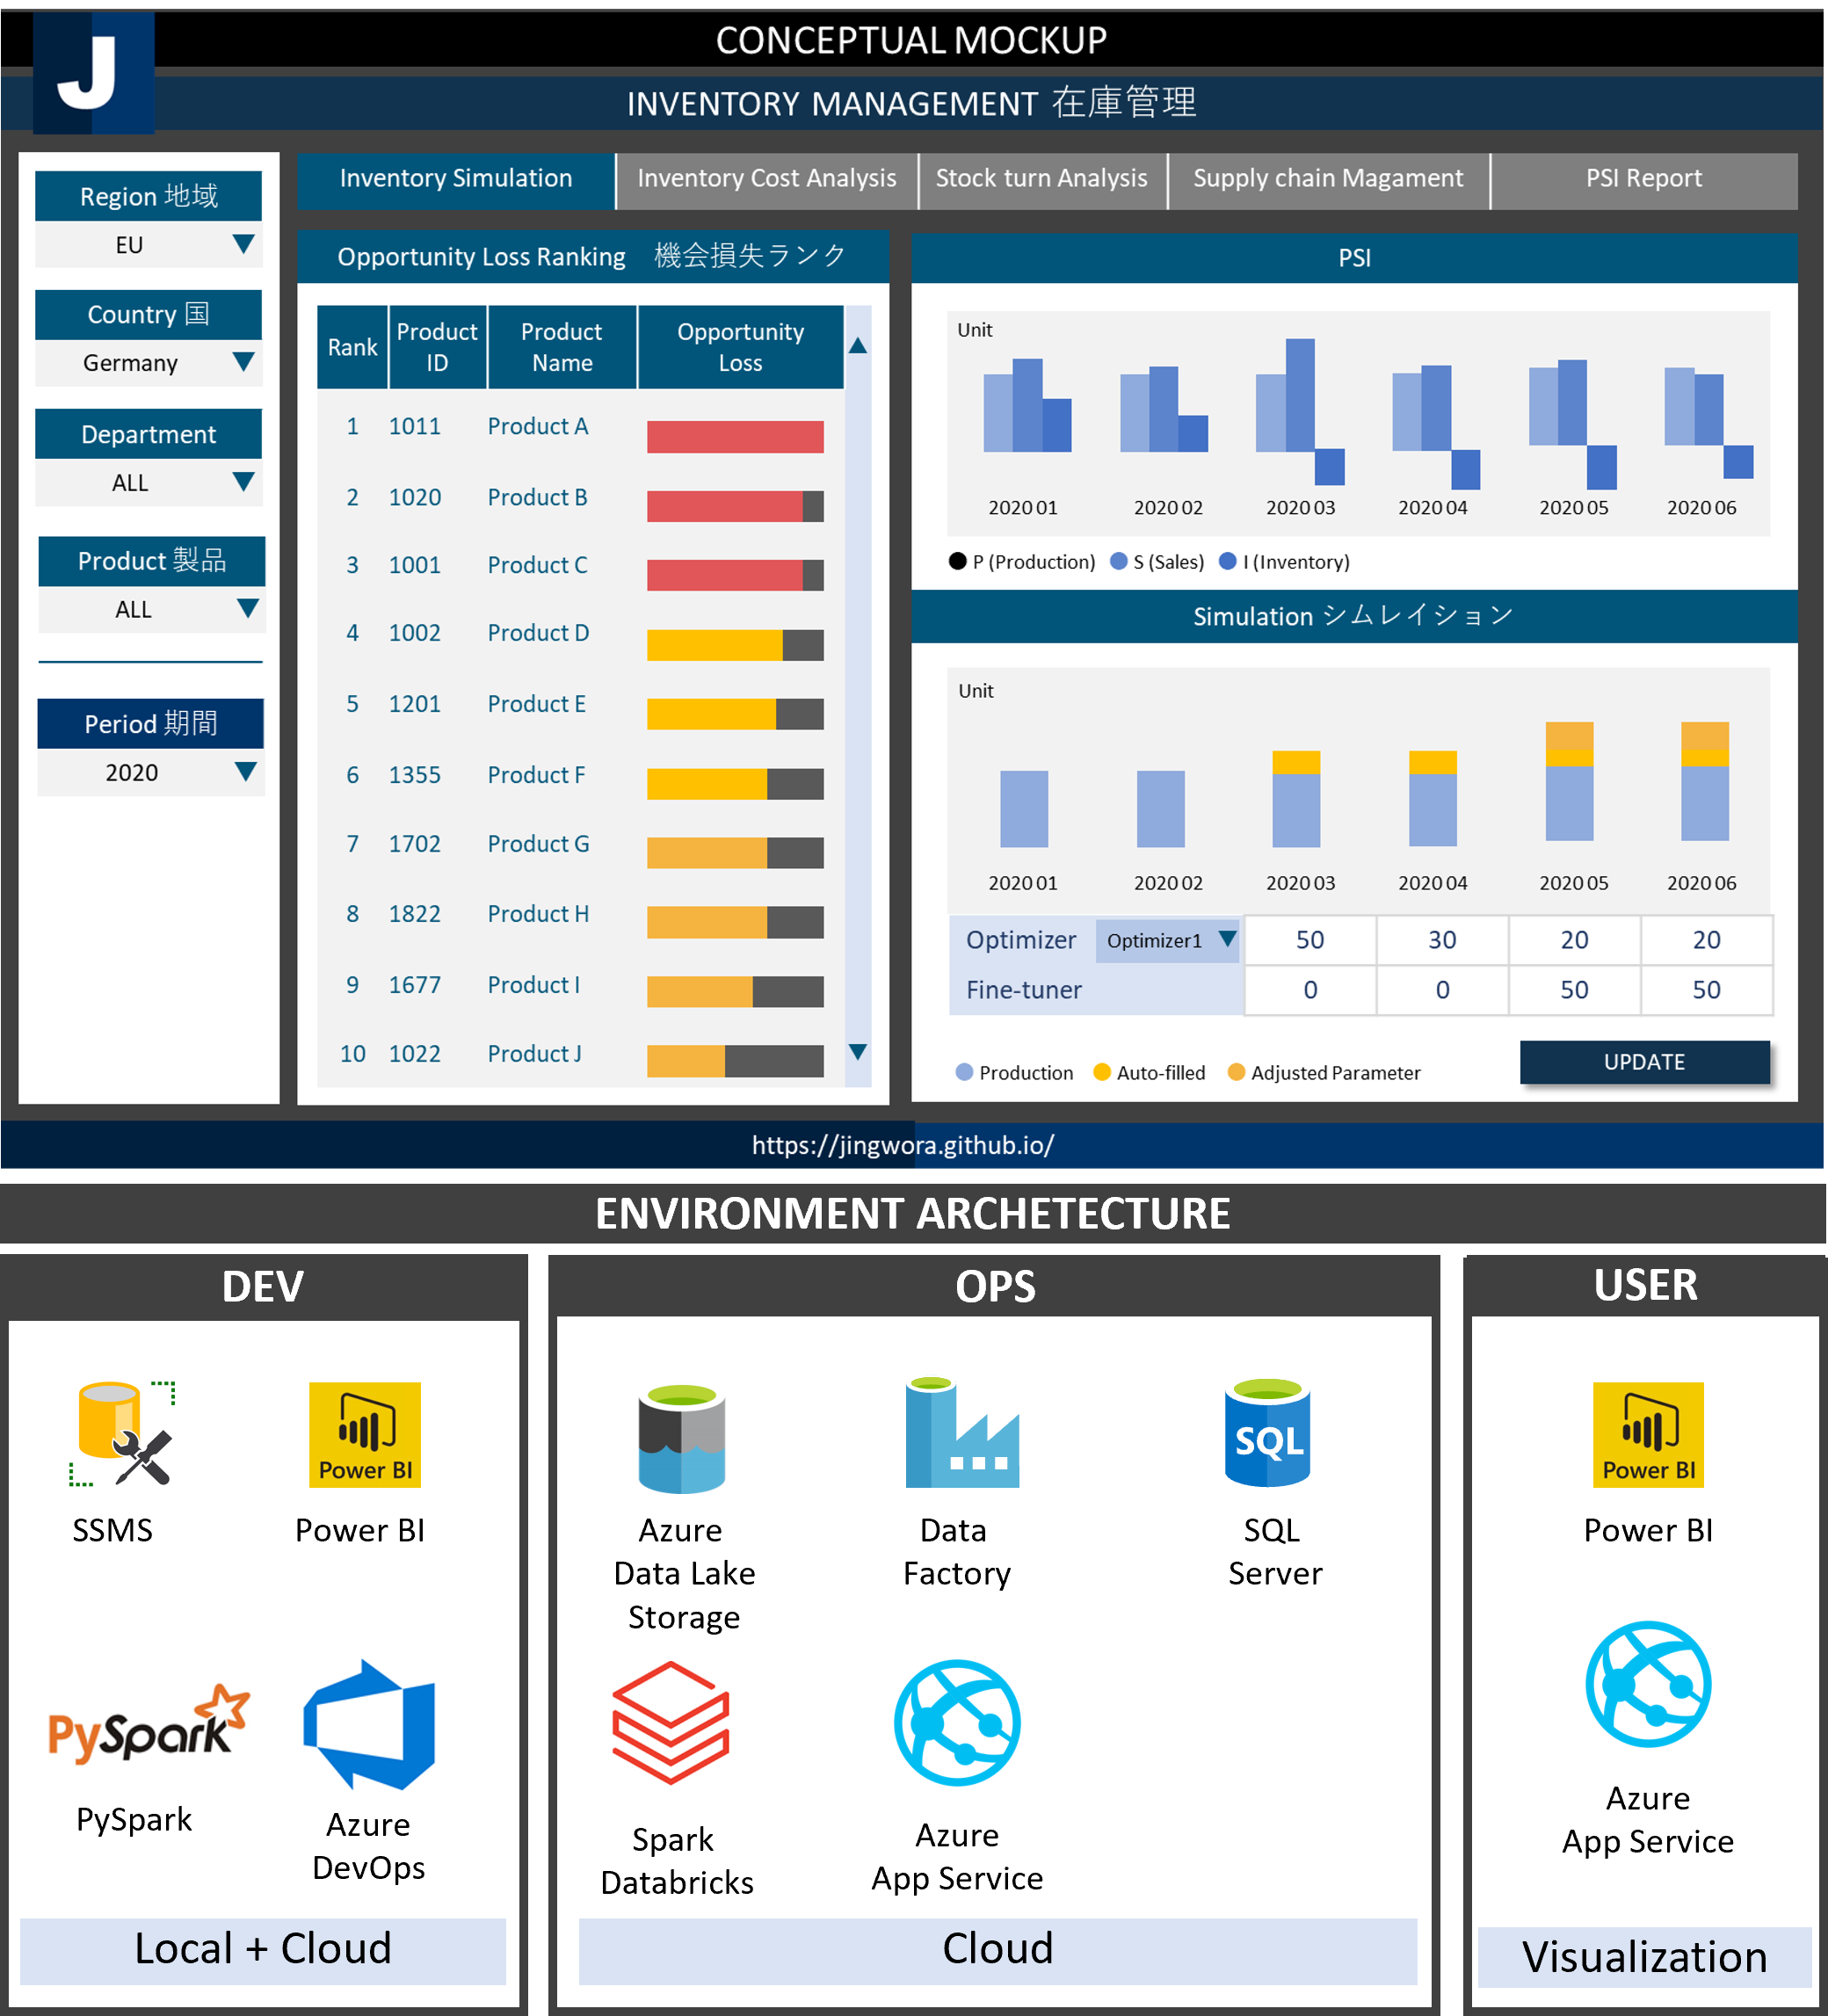 J
CONCEPTUAL MOCKUP
INVENTORY MANAGEMENT 在庫管理
Region 地域
EU
Country 国
Germany
Department
ALL
Product 製品
ALL
Period 期間
2020
Inventory Simulation
Inventory Cost Analysis
Stock turn Analysis
Supply chain Magament
PSI Report
Opportunity Loss Ranking 機会損失ランク
Rank
Product
ID
Product
Name
Opportunity
Loss
1 1011 Product A
2 1020 Product B
3 1001 Product C
4 1002 Product D
5 1201 Product E
6 1355 Product F
7 1702 Product G
8 1822 Product H
9 1677 Product I
10 1022 Product J
PSI
Unit
2020 01 2020 02 2020 03 2020 04 2020 05 2020 06
P (Production) S (Sales) I (Inventory)
Simulation シムレイション
Unit
2020 01 2020 02 2020 03 2020 04 2020 05 2020 06
Optimizer Optimizer1 50 30 20 20
Fine-tuner 0 0 50 50
Production Auto-filled Adjusted Parameter
UPDATE
https://jingwora.github.io/
ENVIRONMENT ARCHETECTURE
DEV
SSMS
Power BI
Power BI
PySpark
PySpark
Azure
DevOps
Local + Cloud
OPS
Azure
Data Lake
Storage
Data
Factory
SQL
SQL
Server
Spark
Databricks
Azure
App Service
Cloud
USER
Power BI
Power BI
Azure
App Service
Visualization